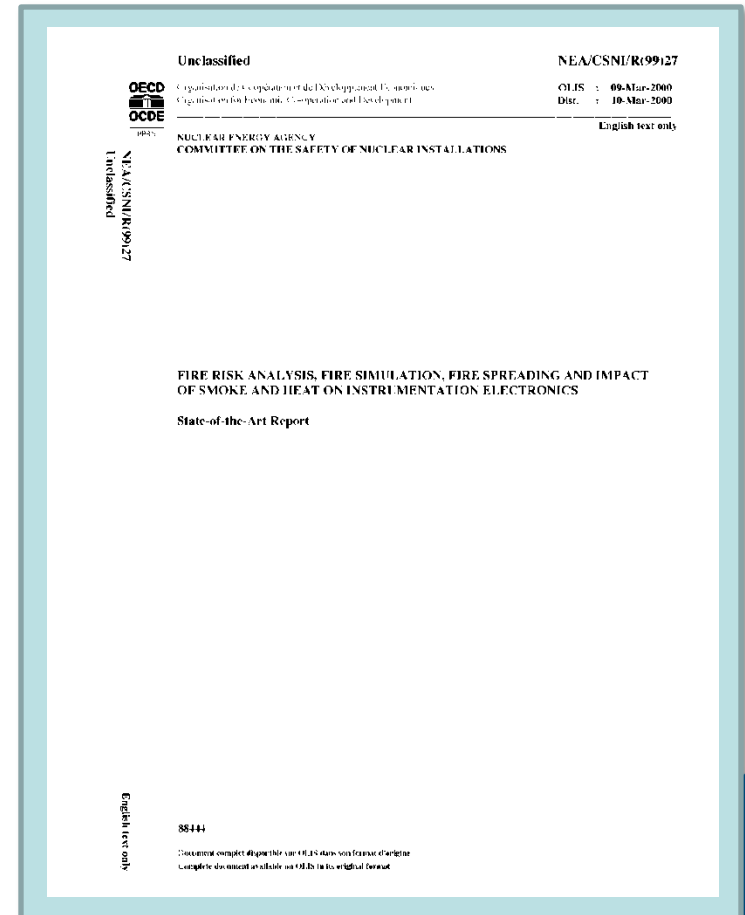 Unclassified
NEA/CSNI/R(99)27
OECD
OCDE
Organisation de Coopération et de Développement Economiques
Organisation for Economic Co-operation and Development
OLIS : 09-Mar-2000
Dist. : 10-Mar-2000
English text only
NUCLEAR ENERGY AGENCY
COMMITTEE ON THE SAFETY OF NUCLEAR INSTALLATIONS
NEA/CSNI/R(99)27
Unclassified
FIRE RISK ANALYSIS, FIRE SIMULATION, FIRE SPREADING AND IMPACT
OF SMOKE AND HEAT ON INSTRUMENTATION ELECTRONICS
State-of-the-Art Report
English text only
Document complet disponible sur OLIS dans son format d'origine
Complete document available on OLIS in its original format